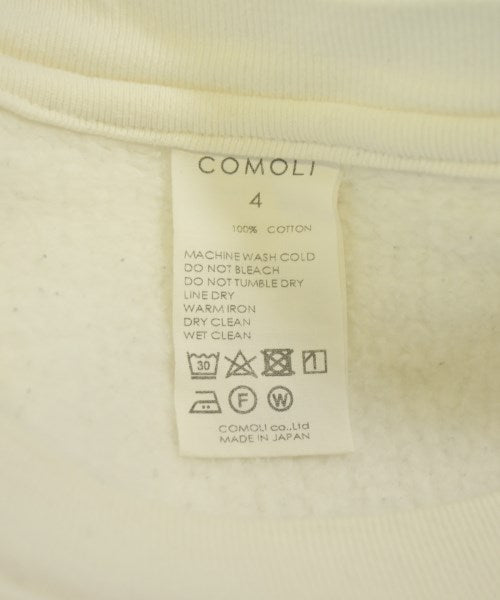 COMOLI
4
100% COTTON
MACHINE WASH COLD
DO NOT BLEACH
DO NOT TUMBLE DRY
LINE DRY
WARM IRON
DRY CLEAN
WET CLEAN
30
F W
COMOLI co.,Ltd
MADE IN JAPAN